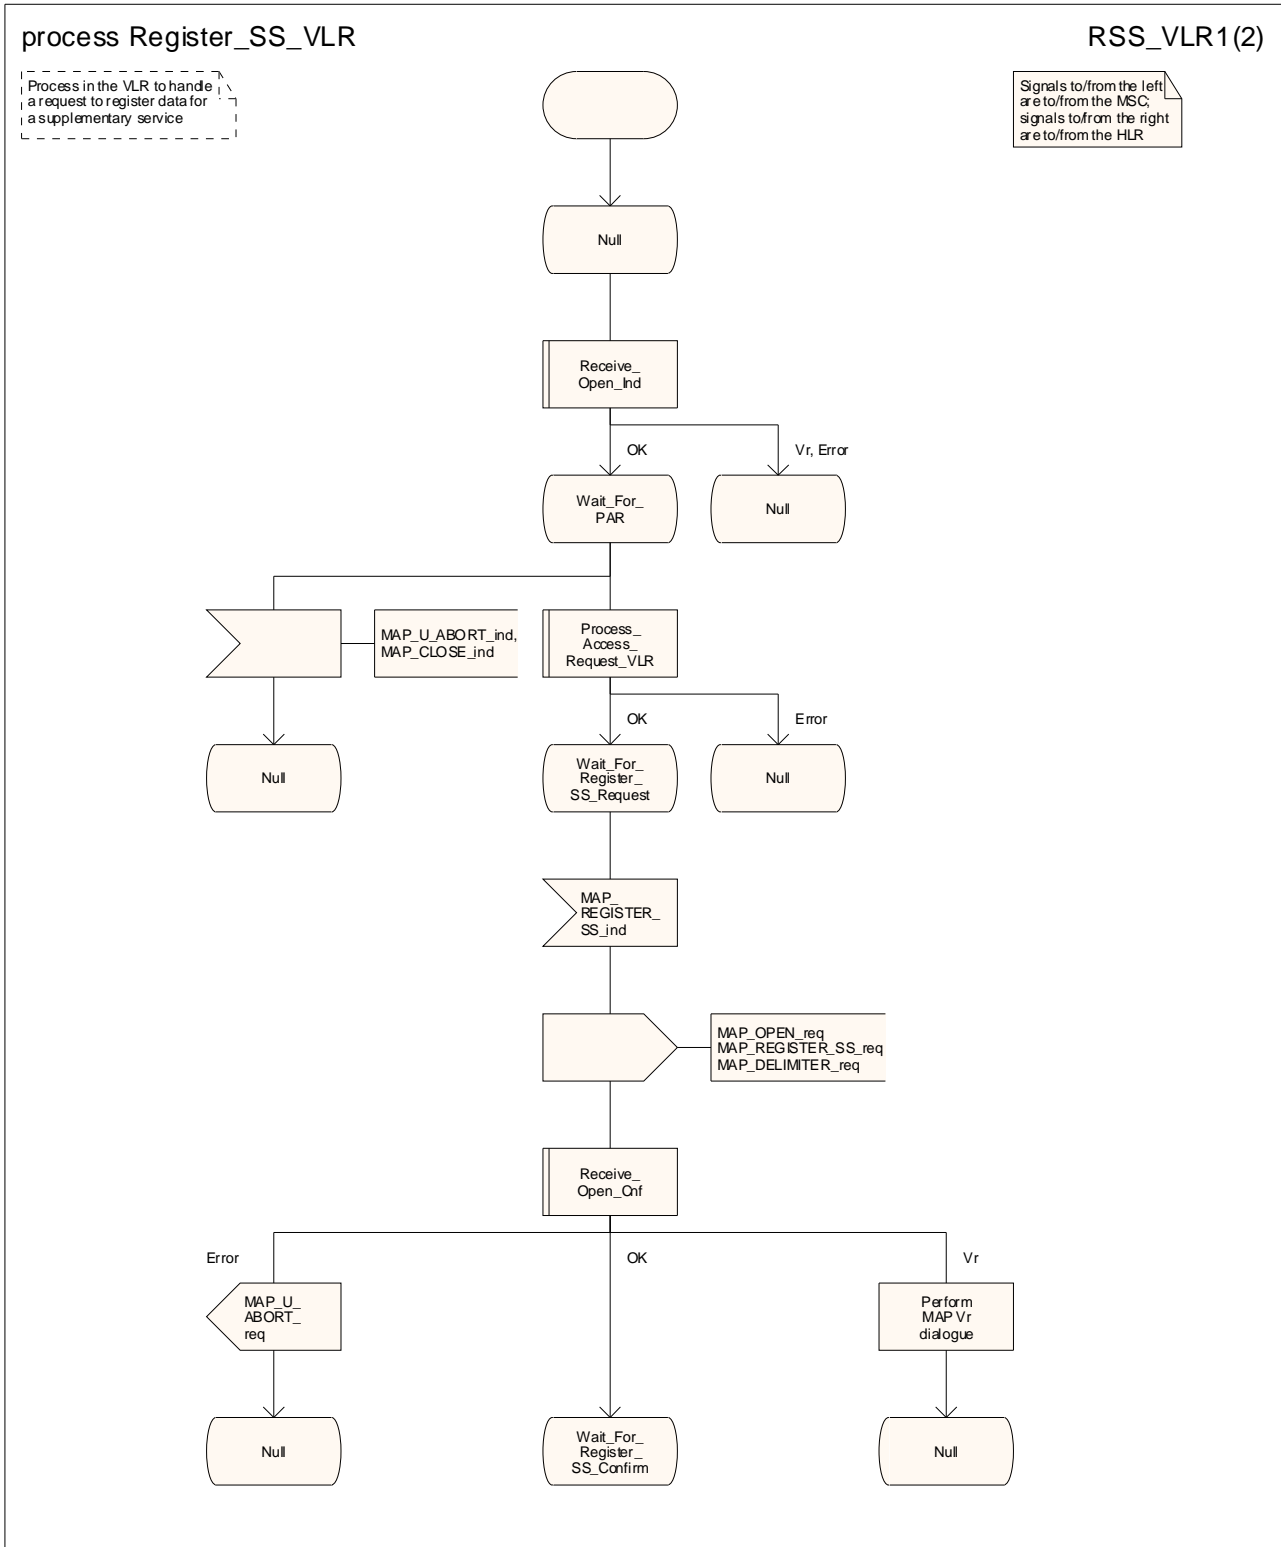 process Register_SS_VLR
RSS_VLR1(2)
Process in the VLR to handle
a request to register data for
a supplementary service
Signals to/from the left
are to/from the MSC;
signals to/from the right
are to/from the HLR
Null
Receive_
Open_Ind
OK
Vr, Error
Wait_For_
PAR
Null
MAP_U_ABORT_ind,
MAP_CLOSE_ind
Process_
Access_
Request_VLR
OK
Error
Null
Wait_For_
Register_
SS_Request
Null
MAP_
REGISTER_
SS_ind
MAP_OPEN_req
MAP_REGISTER_SS_req
MAP_DELIMITER_req
Receive_
Open_Cnf
Error
OK
Vr
MAP_U_
ABORT_
req
Perform
MAP Vr
dialogue
Null
Wait_For_
Register_
SS_Confirm
Null